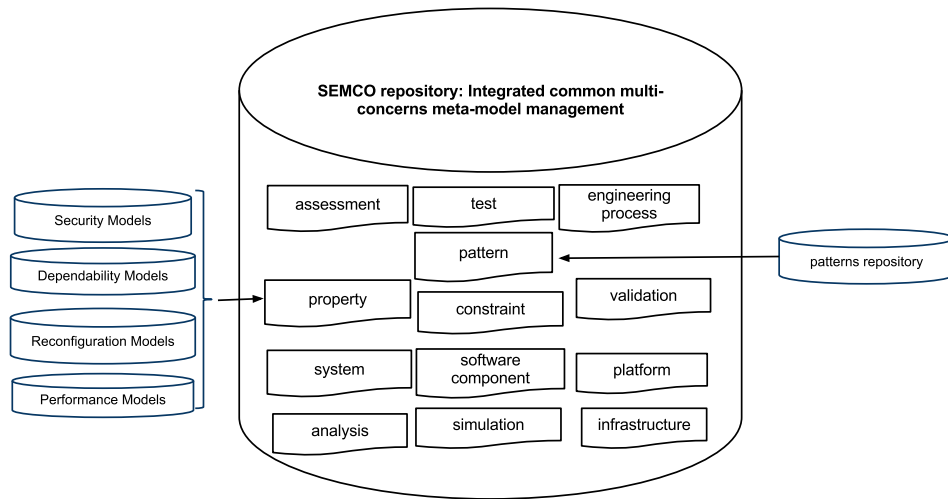 SEMCO repository: Integrated common multi-
concerns meta-model management
assessment
test
engineering
process
Security Models
pattern
Dependability Models
patterns repository
property
constraint
validation
Reconfiguration Models
system
software
component
platform
Performance Models
analysis
simulation
infrastructure